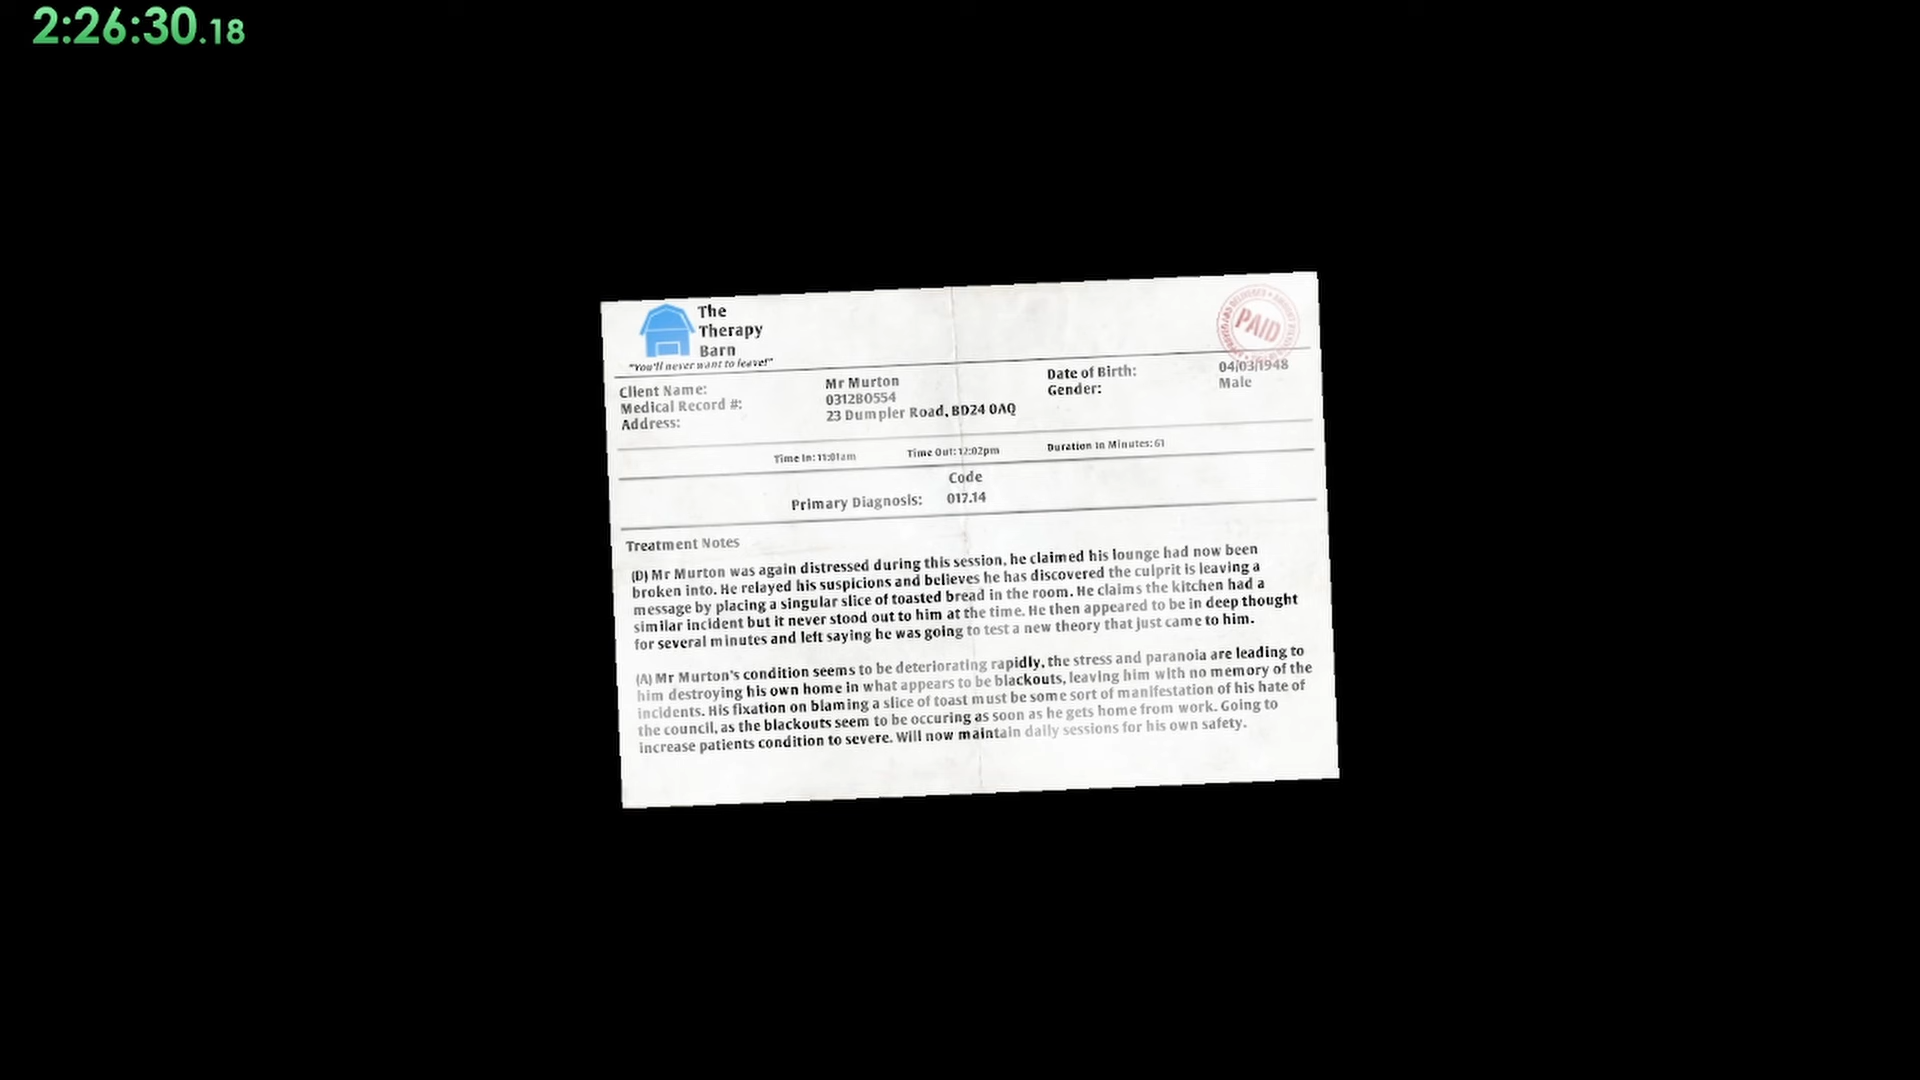 2:26:30.18
The
Therapy
Barn
"You'll never want to leave!"
PAID
Client Name: Mr Murton Date of Birth: 04/03/1948
Medical Record #: 0312BO554 Gender: Male
Address: 23 Dumpler Road, BD24 0AQ
Time In: 11:01am Time Out: 12:02pm Duration in Minutes: 61
Code
Primary Diagnosis: 017.14
Treatment Notes
(D) Mr Murton was again distressed during this session, he claimed his lounge had now been
broken into. He relayed his suspicions and believes he has discovered the culprit is leaving a
message by placing a singular slice of toasted bread in the room. He claims the kitchen had a
similar incident but it never stood out to him at the time. He then appeared to be in deep thought
for several minutes and left saying he was going to test a new theory that just came to him.
(A) Mr Murton's condition seems to be deteriorating rapidly, the stress and paranoia are leading to
him destroying his own home in what appears to be blackouts, leaving him with no memory of the
incidents. His fixation on blaming a slice of toast must be some sort of manifestation of his hate of
the council, as the blackouts seem to be occuring as soon as he gets home from work. Going to
increase patients condition to severe. Will now maintain daily sessions for his own safety.